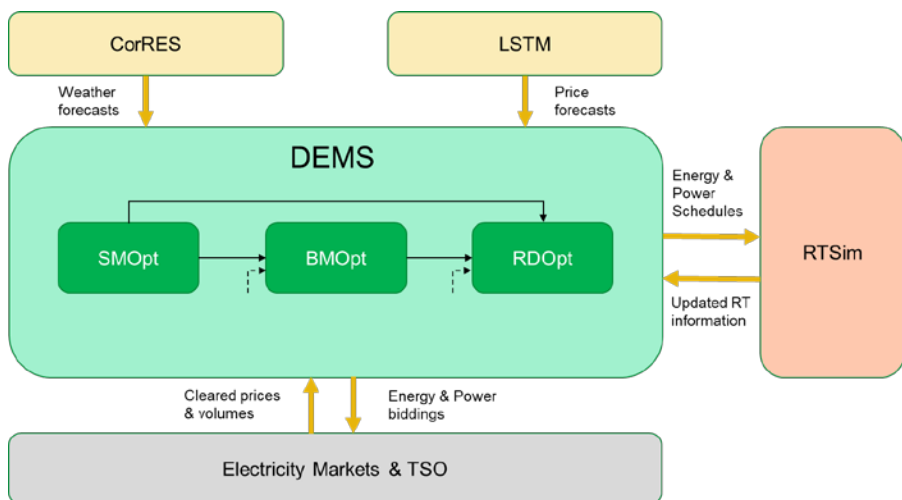 CorRES
LSTM
Weather
forecasts
Price
forecasts
DEMS
SMOpt
BMOpt
RDOpt
Energy &
Power
Schedules
RTSim
Updated RT
information
Cleared prices
& volumes
Energy & Power
biddings
Electricity Markets & TSO